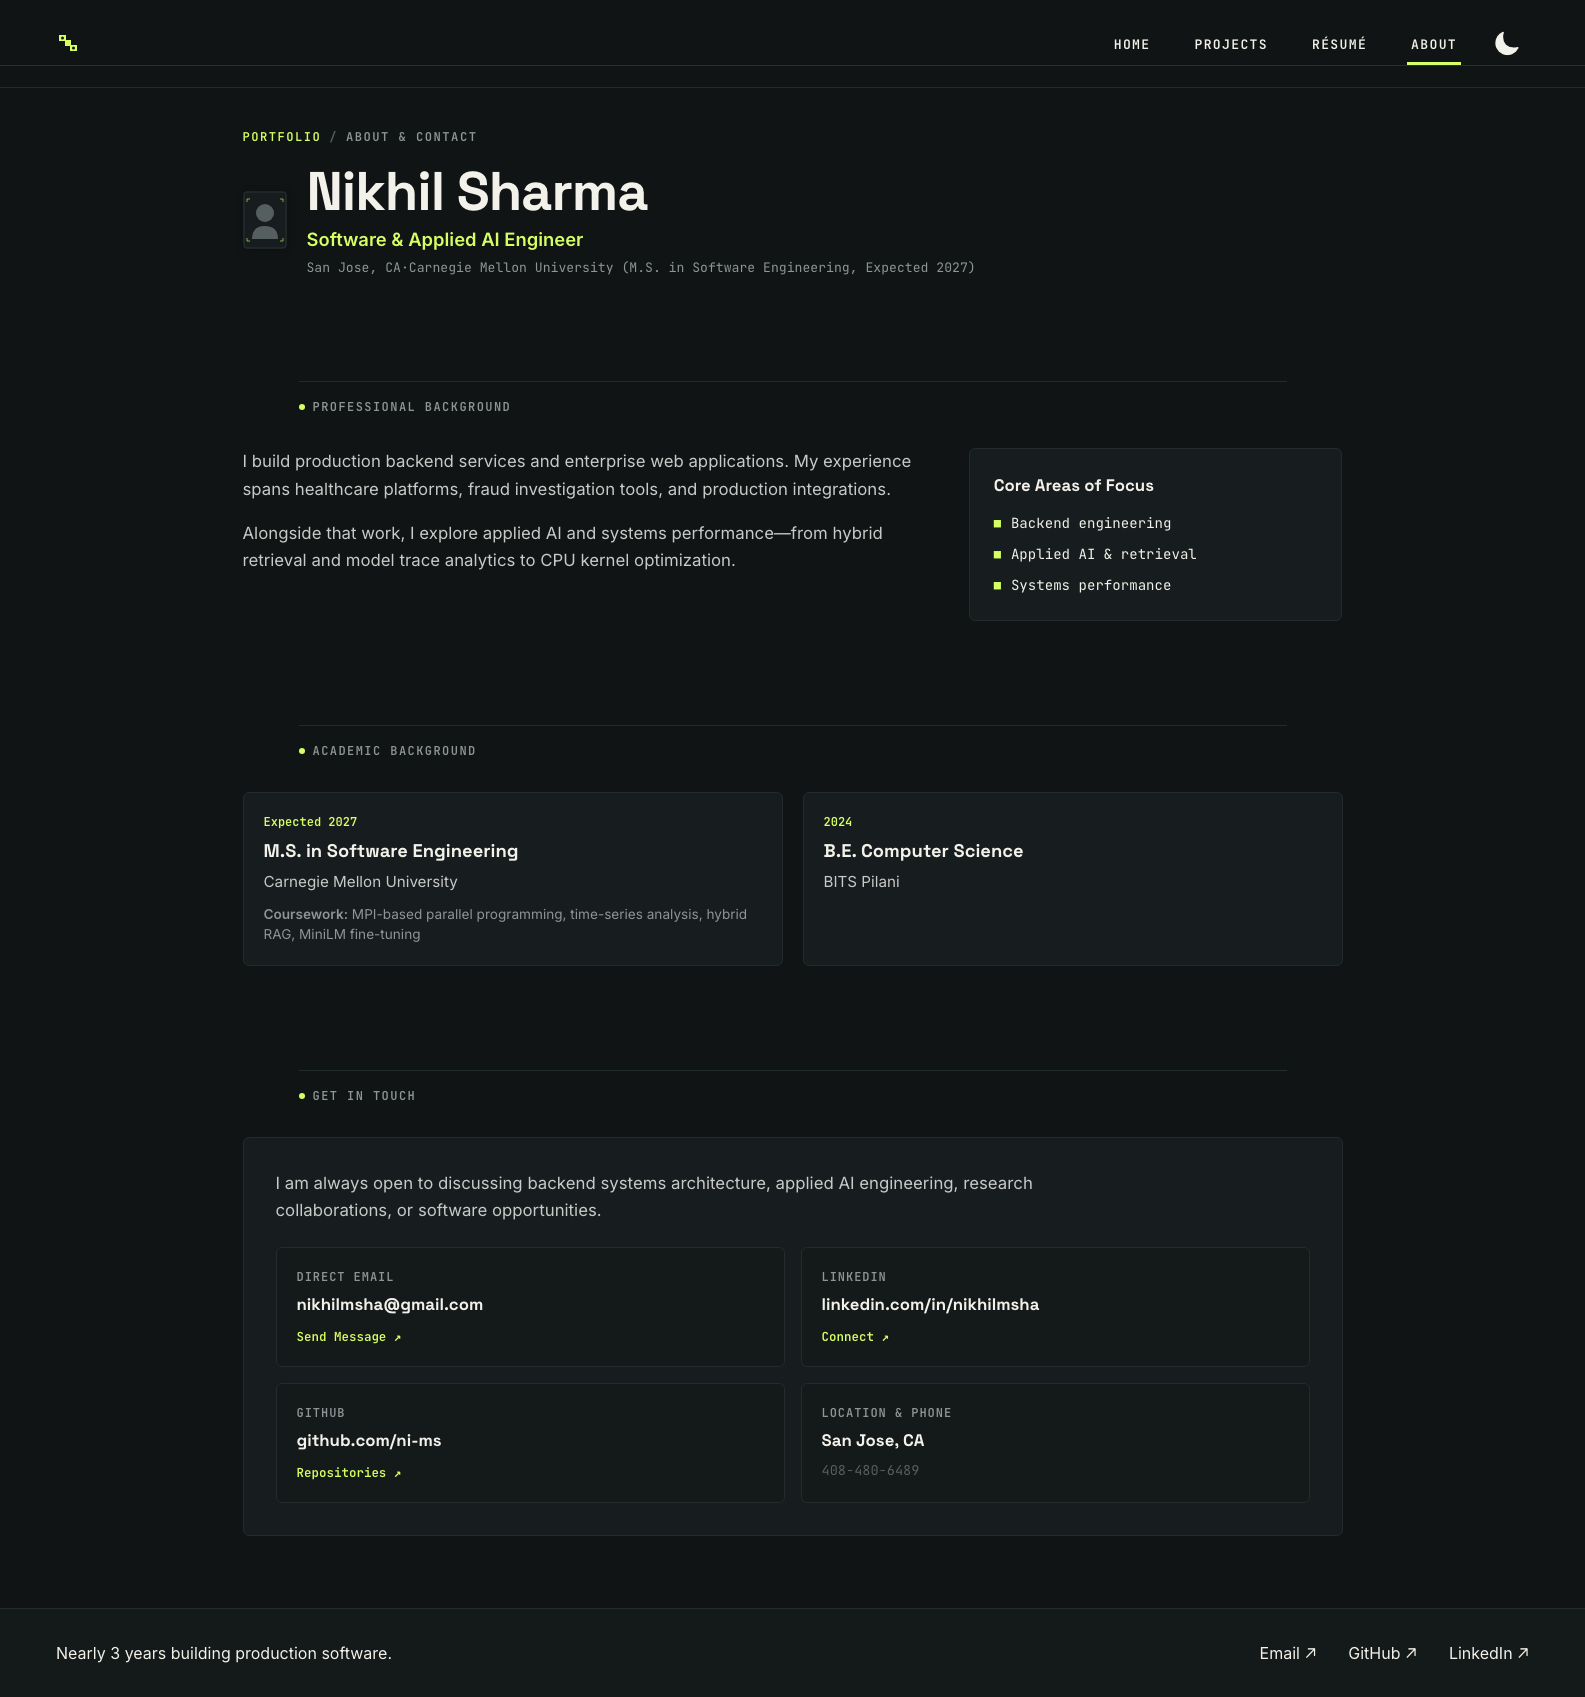 HOME PROJECTS RÉSUMÉ ABOUT
PORTFOLIO / ABOUT & CONTACT
Nikhil Sharma
Software & Applied AI Engineer
San Jose, CA·Carnegie Mellon University (M.S. in Software Engineering, Expected 2027)
PROFESSIONAL BACKGROUND
I build production backend services and enterprise web applications. My experience
spans healthcare platforms, fraud investigation tools, and production integrations.
Alongside that work, I explore applied AI and systems performance—from hybrid
retrieval and model trace analytics to CPU kernel optimization.
Core Areas of Focus
Backend engineering
Applied AI & retrieval
Systems performance
ACADEMIC BACKGROUND
Expected 2027
M.S. in Software Engineering
Carnegie Mellon University
Coursework: MPI-based parallel programming, time-series analysis, hybrid
RAG, MiniLM fine-tuning
2024
B.E. Computer Science
BITS Pilani
GET IN TOUCH
I am always open to discussing backend systems architecture, applied AI engineering, research
collaborations, or software opportunities.
DIRECT EMAIL
nikhilmsha@gmail.com
Send Message ↗
LINKEDIN
linkedin.com/in/nikhilmsha
Connect ↗
GITHUB
github.com/ni-ms
Repositories ↗
LOCATION & PHONE
San Jose, CA
408-480-6489
Nearly 3 years building production software.
Email ↗ GitHub ↗ LinkedIn ↗